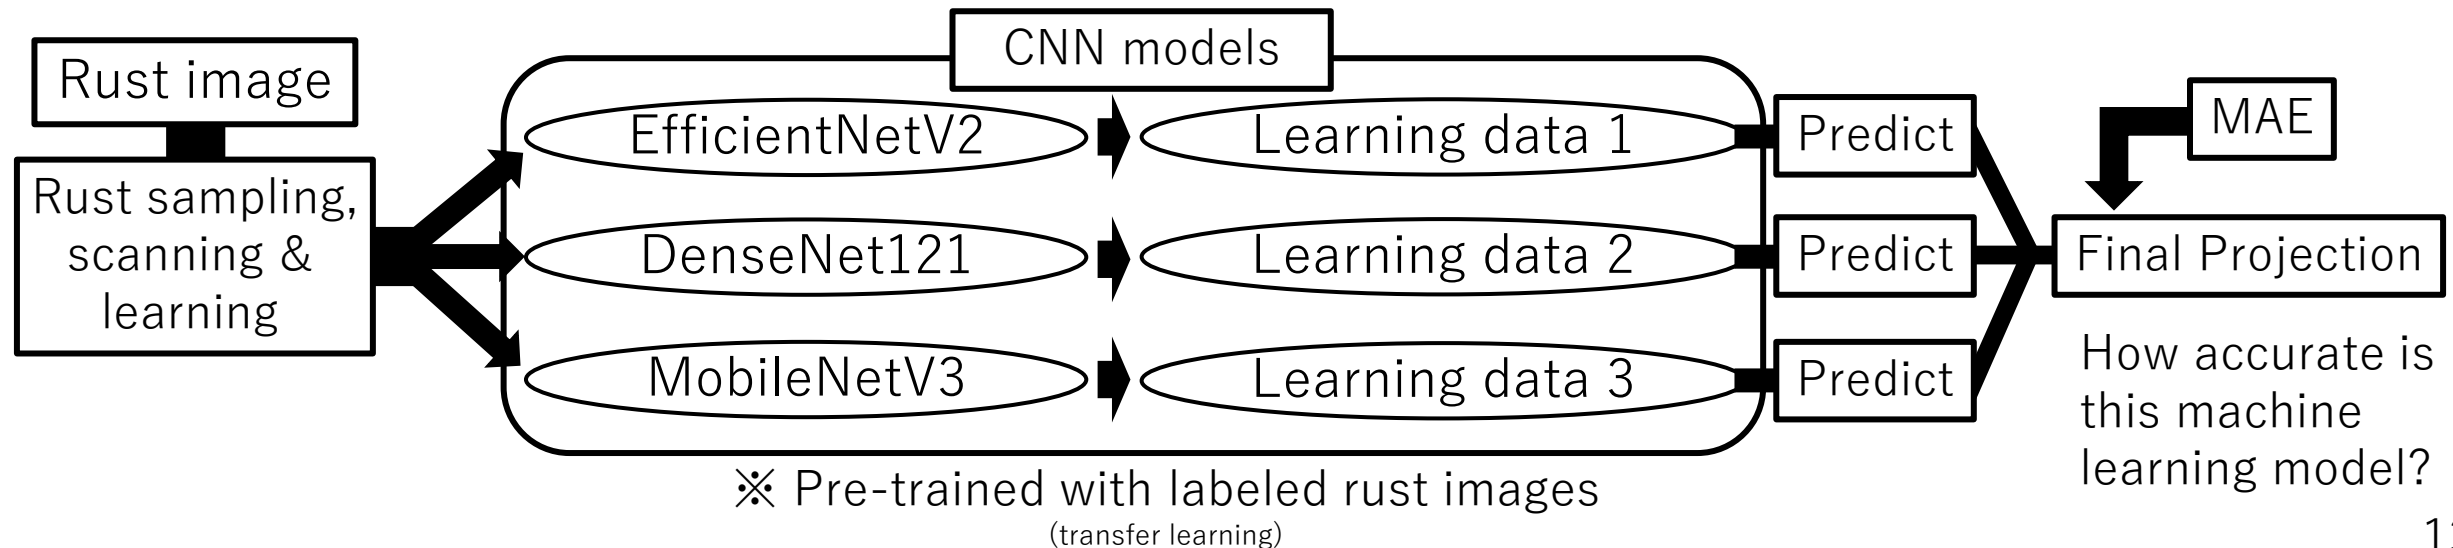 Rust image
Rust sampling,
scanning &
learning
CNN models
EfficientNetV2
Learning data 1
Predict
DenseNet121
Learning data 2
Predict
MobileNetV3
Learning data 3
Predict
※ Pre-trained with labeled rust images
(transfer learning)
MAE
Final Projection
How accurate is
this machine
learning model?